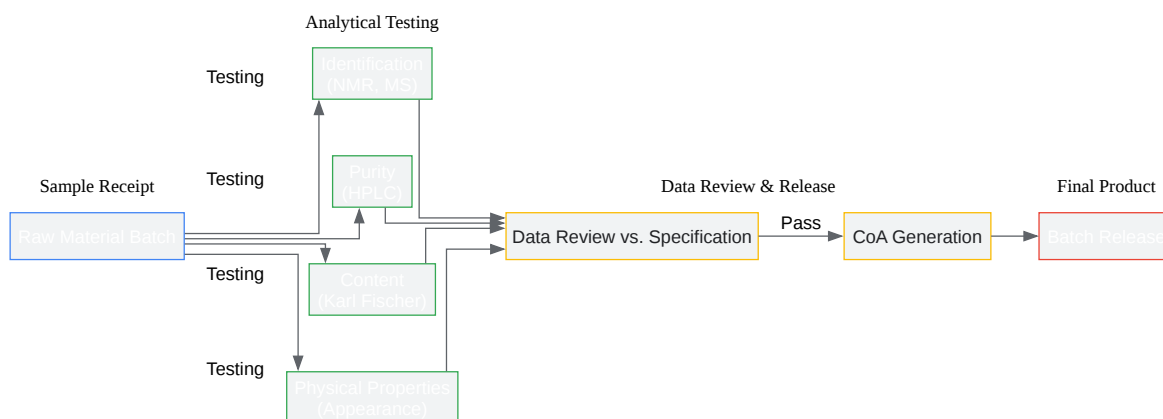 Analytical Testing
Testing
Identification
(NMR, MS)
Testing
Purity
(HPLC)
Sample Receipt
Raw Material Batch
Testing
Content
(Karl Fischer)
Testing
Physical Properties
(Appearance)
Data Review & Release
Data Review vs. Specification
Pass
CoA Generation
Final Product
Batch Release